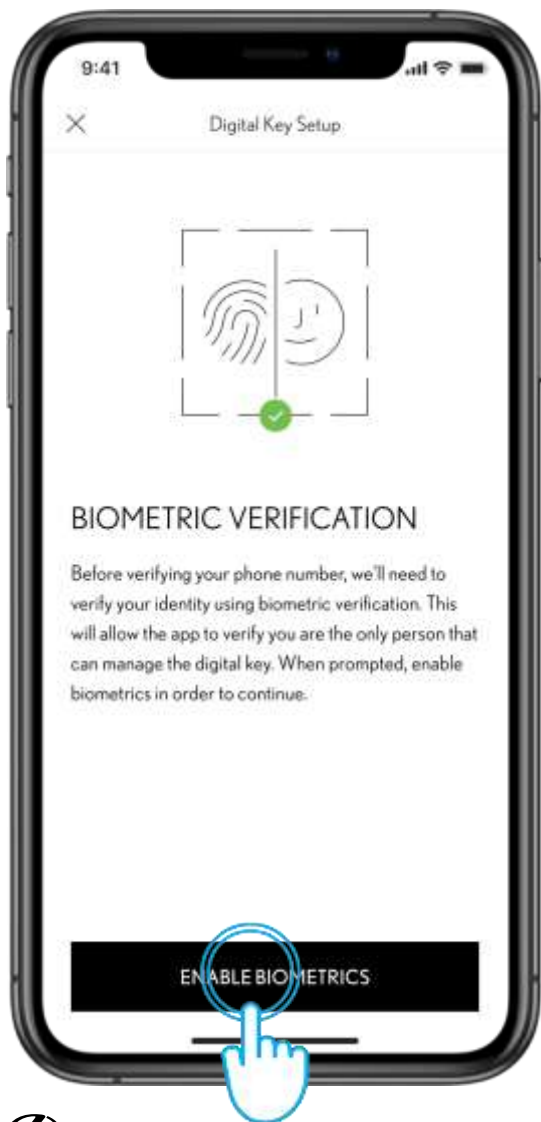 9:41
Digital Key Setup
BIOMETRIC VERIFICATION
Before verifying your phone number, we'll need to
verify your identity using biometric verification. This
will allow the app to verify you are the only person that
can manage the digital key. When prompted, enable
biometrics in order to continue.
ENABLE BIOMETRICS